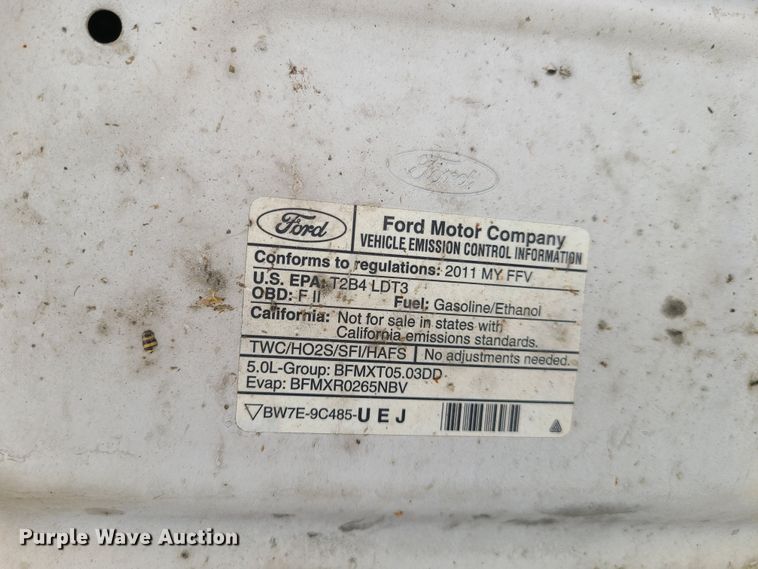 Ford
Ford
Ford Motor Company
VEHICLE EMISSION CONTROL INFORMATION
Conforms to regulations: 2011 MY FFV
U.S. EPA: T2B4 LDT3
OBD: F II Fuel: Gasoline/Ethanol
California: Not for sale in states with
California emissions standards.
TWC/HO2S/SFI/HAFS No adjustments needed.
5.0L-Group: BFMXT05.03DD
Evap: BFMXR0265NBV
BW7E-9C485-UEJ
Purple Wave Auction